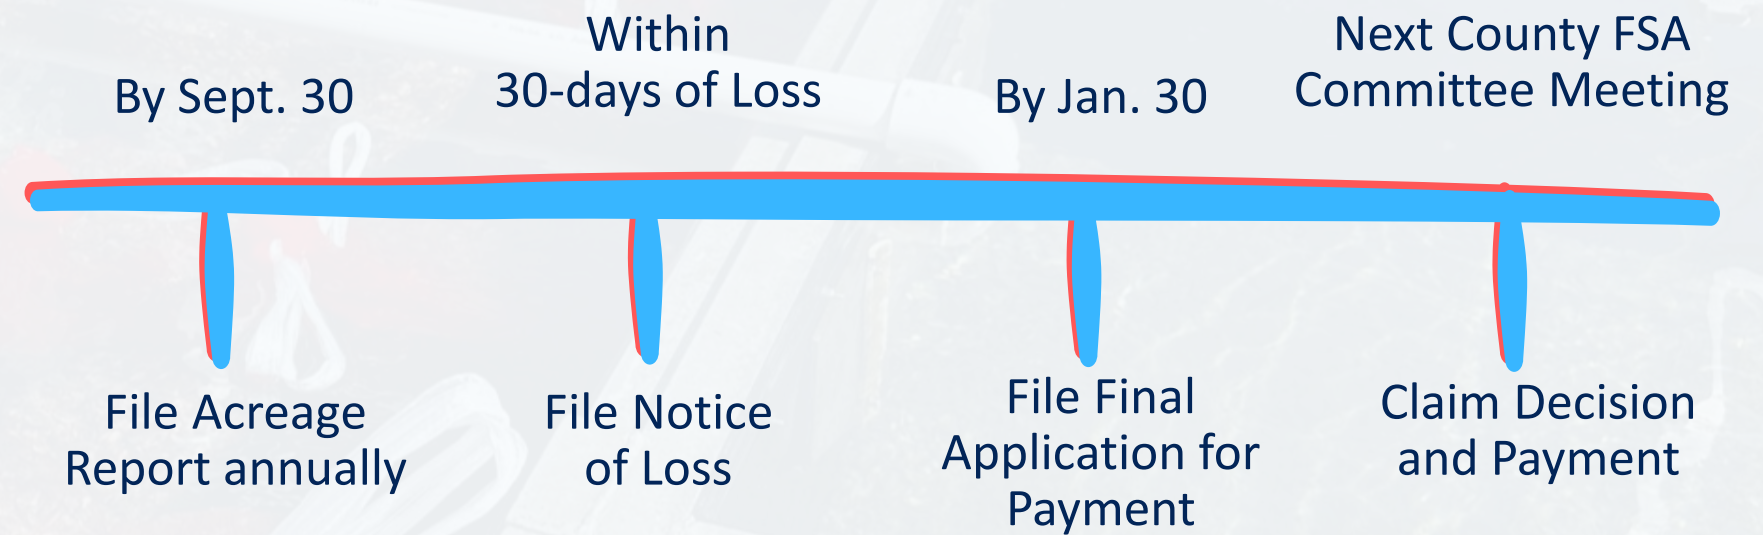 By Sept. 30
Within
30-days of Loss
By Jan. 30
Next County FSA
Committee Meeting
File Acreage
Report annually
File Notice
of Loss
File Final
Application for
Payment
Claim Decision
and Payment